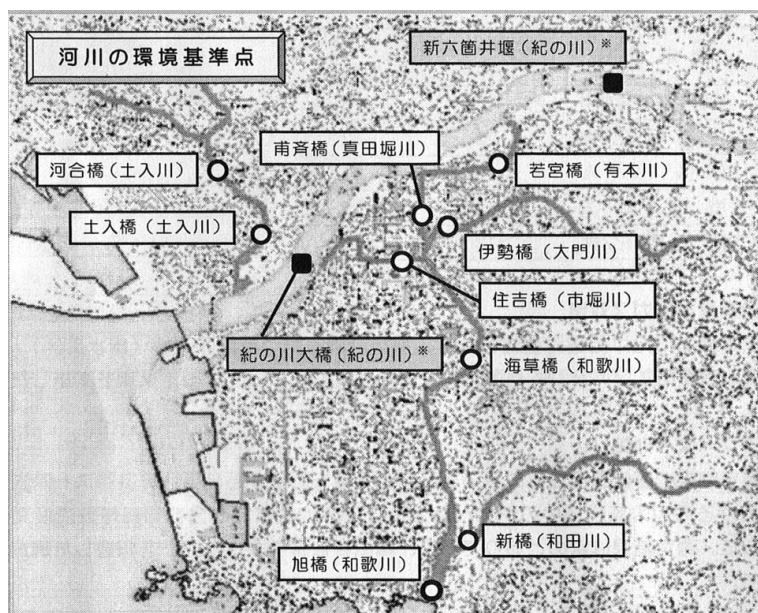 河川の環境基準点
新六箇井堰（紀の川）※
甫斉橋（真田堀川）
河合橋（土入川）
若宮橋（有本川）
土入橋（土入川）
伊勢橋（大門川）
住吉橋（市堀川）
紀の川大橋（紀の川）※
海草橋（和歌川）
新橋（和田川）
旭橋（和歌川）